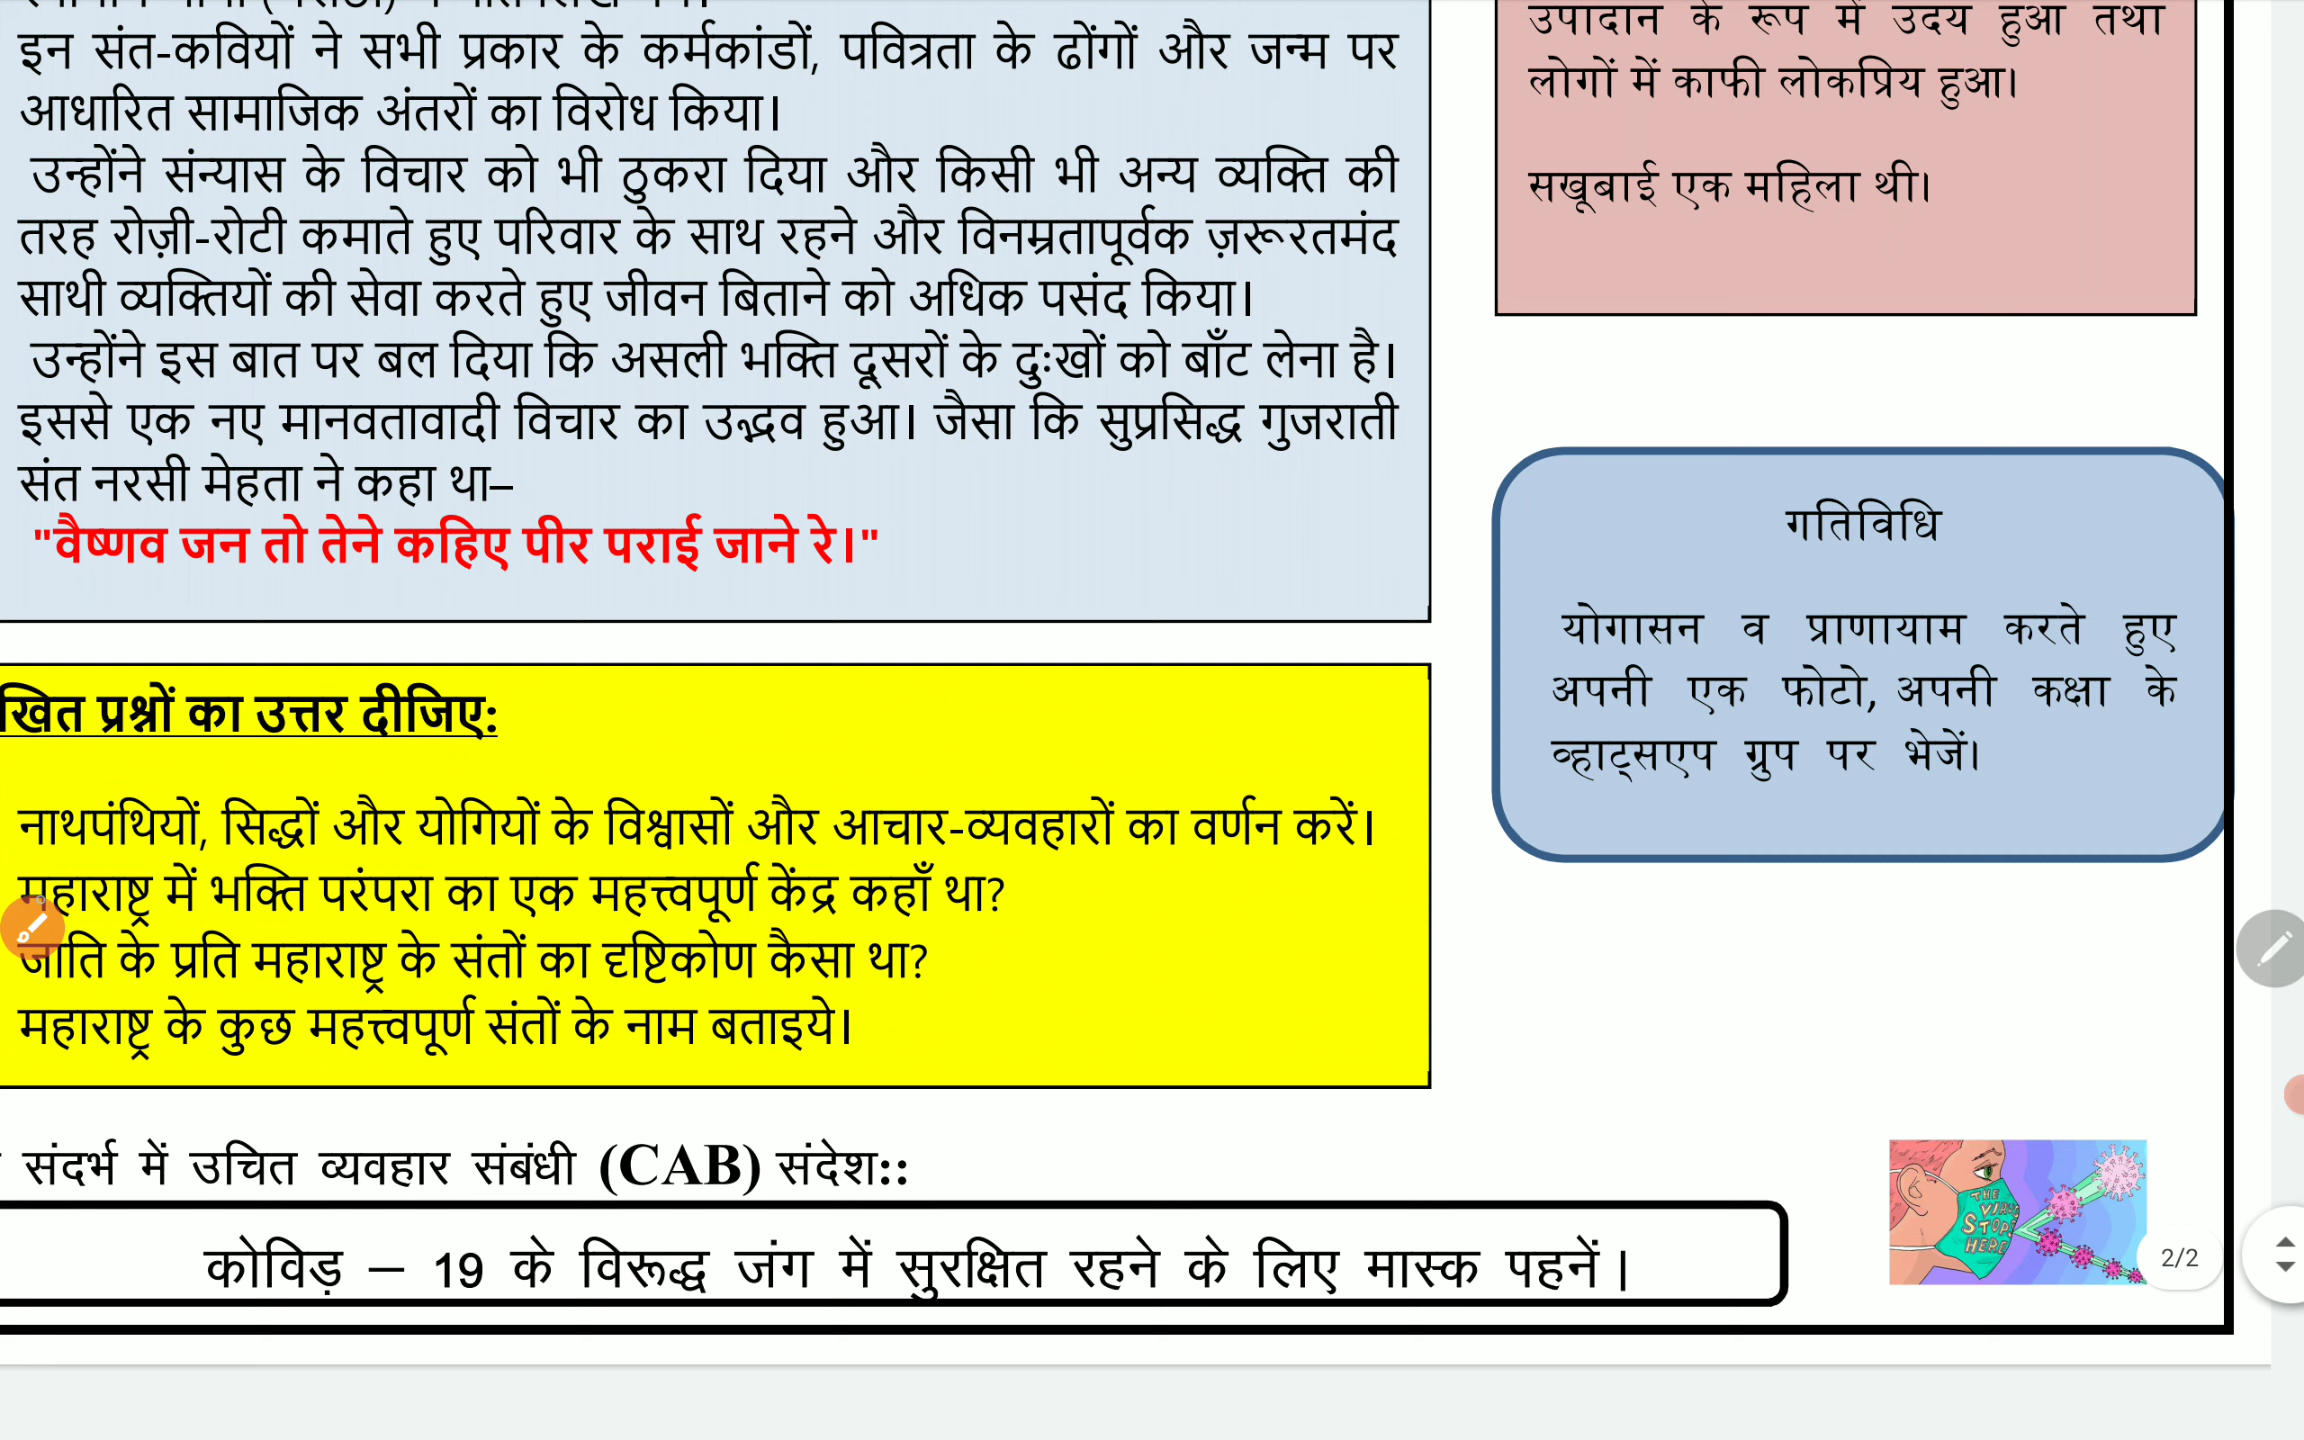 इन संत-कवियों ने सभी प्रकार के कर्मकांडों, पवित्रता के ढोंगों और जन्म पर
आधारित सामाजिक अंतरों का विरोध किया।
उन्होंने संन्यास के विचार को भी ठुकरा दिया और किसी भी अन्य व्यक्ति की
तरह रोज़ी-रोटी कमाते हुए परिवार के साथ रहने और विनम्रतापूर्वक ज़रूरतमंद
साथी व्यक्तियों की सेवा करते हुए जीवन बिताने को अधिक पसंद किया।
उन्होंने इस बात पर बल दिया कि असली भक्ति दूसरों के दुःखों को बाँट लेना है।
इससे एक नए मानवतावादी विचार का उद्भव हुआ। जैसा कि सुप्रसिद्ध गुजराती
संत नरसी मेहता ने कहा था–
"वैष्णव जन तो तेने कहिए पीर पराई जाने रे।"
उपादान के रूप में उदय हुआ तथा
लोगों में काफी लोकप्रिय हुआ।
सखूबाई एक महिला थी।
गतिविधि
योगासन व प्राणायाम करते हुए
अपनी एक फोटो, अपनी कक्षा के
व्हाट्सएप ग्रुप पर भेजें।
खित प्रश्नों का उत्तर दीजिए:
नाथपंथियों, सिद्धों और योगियों के विश्वासों और आचार-व्यवहारों का वर्णन करें।
महाराष्ट्र में भक्ति परंपरा का एक महत्त्वपूर्ण केंद्र कहाँ था?
जाति के प्रति महाराष्ट्र के संतों का दृष्टिकोण कैसा था?
महाराष्ट्र के कुछ महत्त्वपूर्ण संतों के नाम बताइये।
संदर्भ में उचित व्यवहार संबंधी (CAB) संदेश::
कोविड़ – 19 के विरूद्ध जंग में सुरक्षित रहने के लिए मास्क पहनें |
THE
VIRUS
STOPS
HERE
2/2